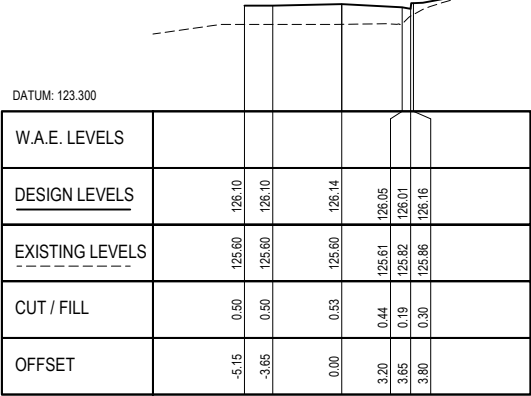 DATUM: 123.300
W.A.E. LEVELS
DESIGN LEVELS 126.10 126.10 126.14 126.05 126.01 126.16
EXISTING LEVELS 125.60 125.60 125.60 125.61 125.82 125.86
CUT / FILL 0.50 0.50 0.53 0.44 0.19 0.30
OFFSET -5.15 -3.65 0.00 3.20 3.65 3.80